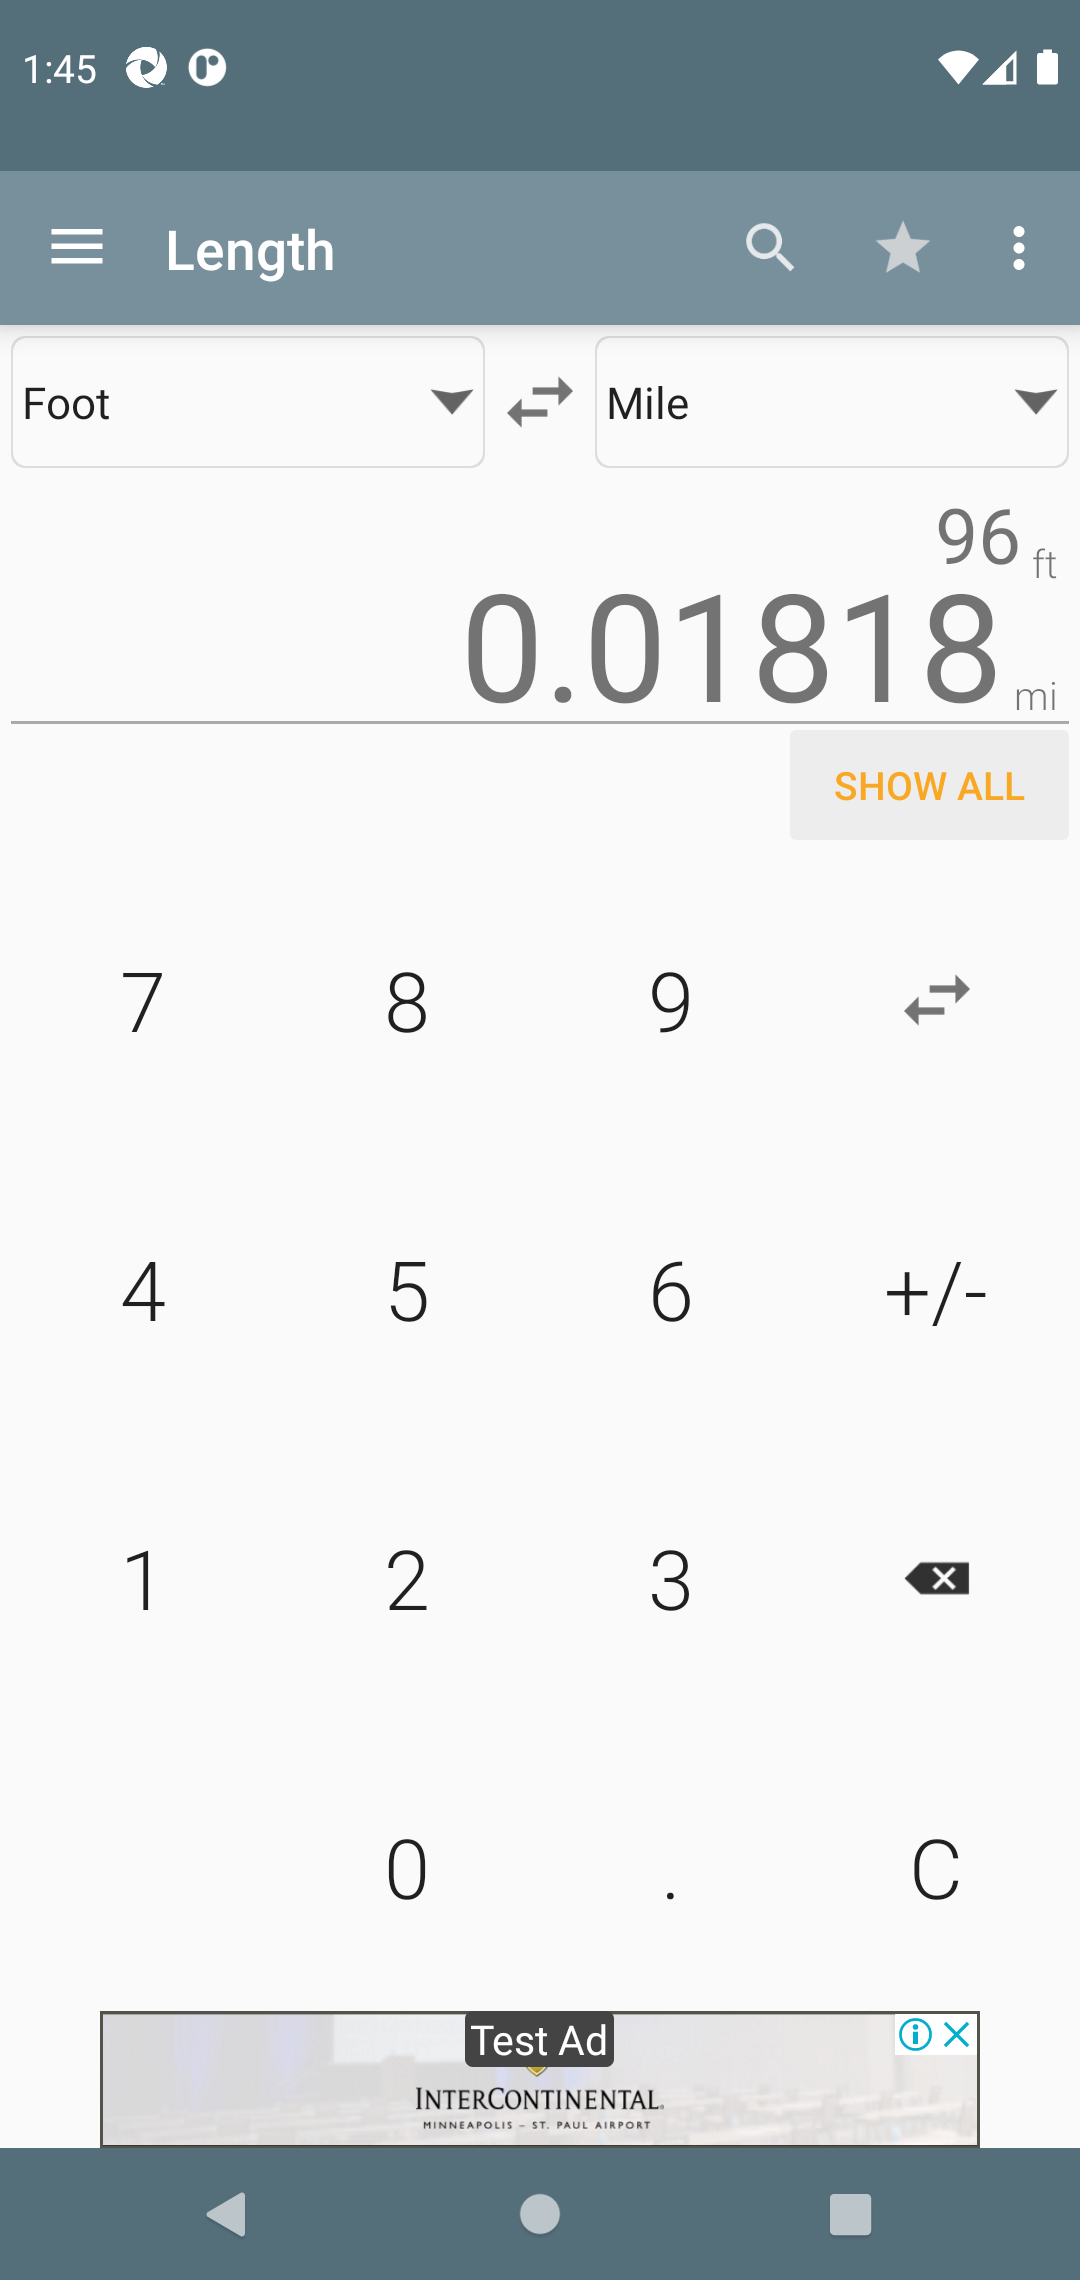 1:45
Length
Foot
Mile
96 ft
0.01818 mi
SHOW ALL
7 8 9
4 5 6 +/-
1 2 3
0 . C
Test Ad
INTERCONTINENTAL.
MINNEAPOLIS – ST. PAUL AIRPORT